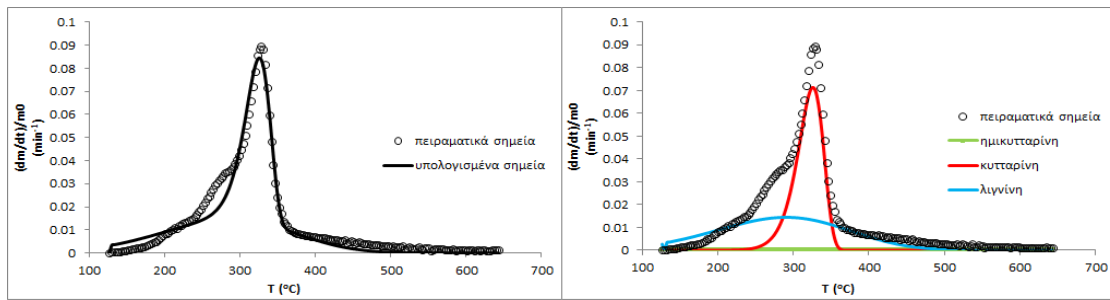 (dm/dt)/m0
(min⁻¹)
0.1
0.09
0.08
0.07
0.06
0.05
0.04
0.03
0.02
0.01
0
πειραματικά σημεία
υπολογισμένα σημεία
100 200 300 400 500 600 700
T (°C)
(dm/dt)/m0
(min⁻¹)
0.1
0.09
0.08
0.07
0.06
0.05
0.04
0.03
0.02
0.01
0
πειραματικά σημεία
ημικυτταρίνη
κυτταρίνη
λιγνίνη
100 200 300 400 500 600 700
T (°C)